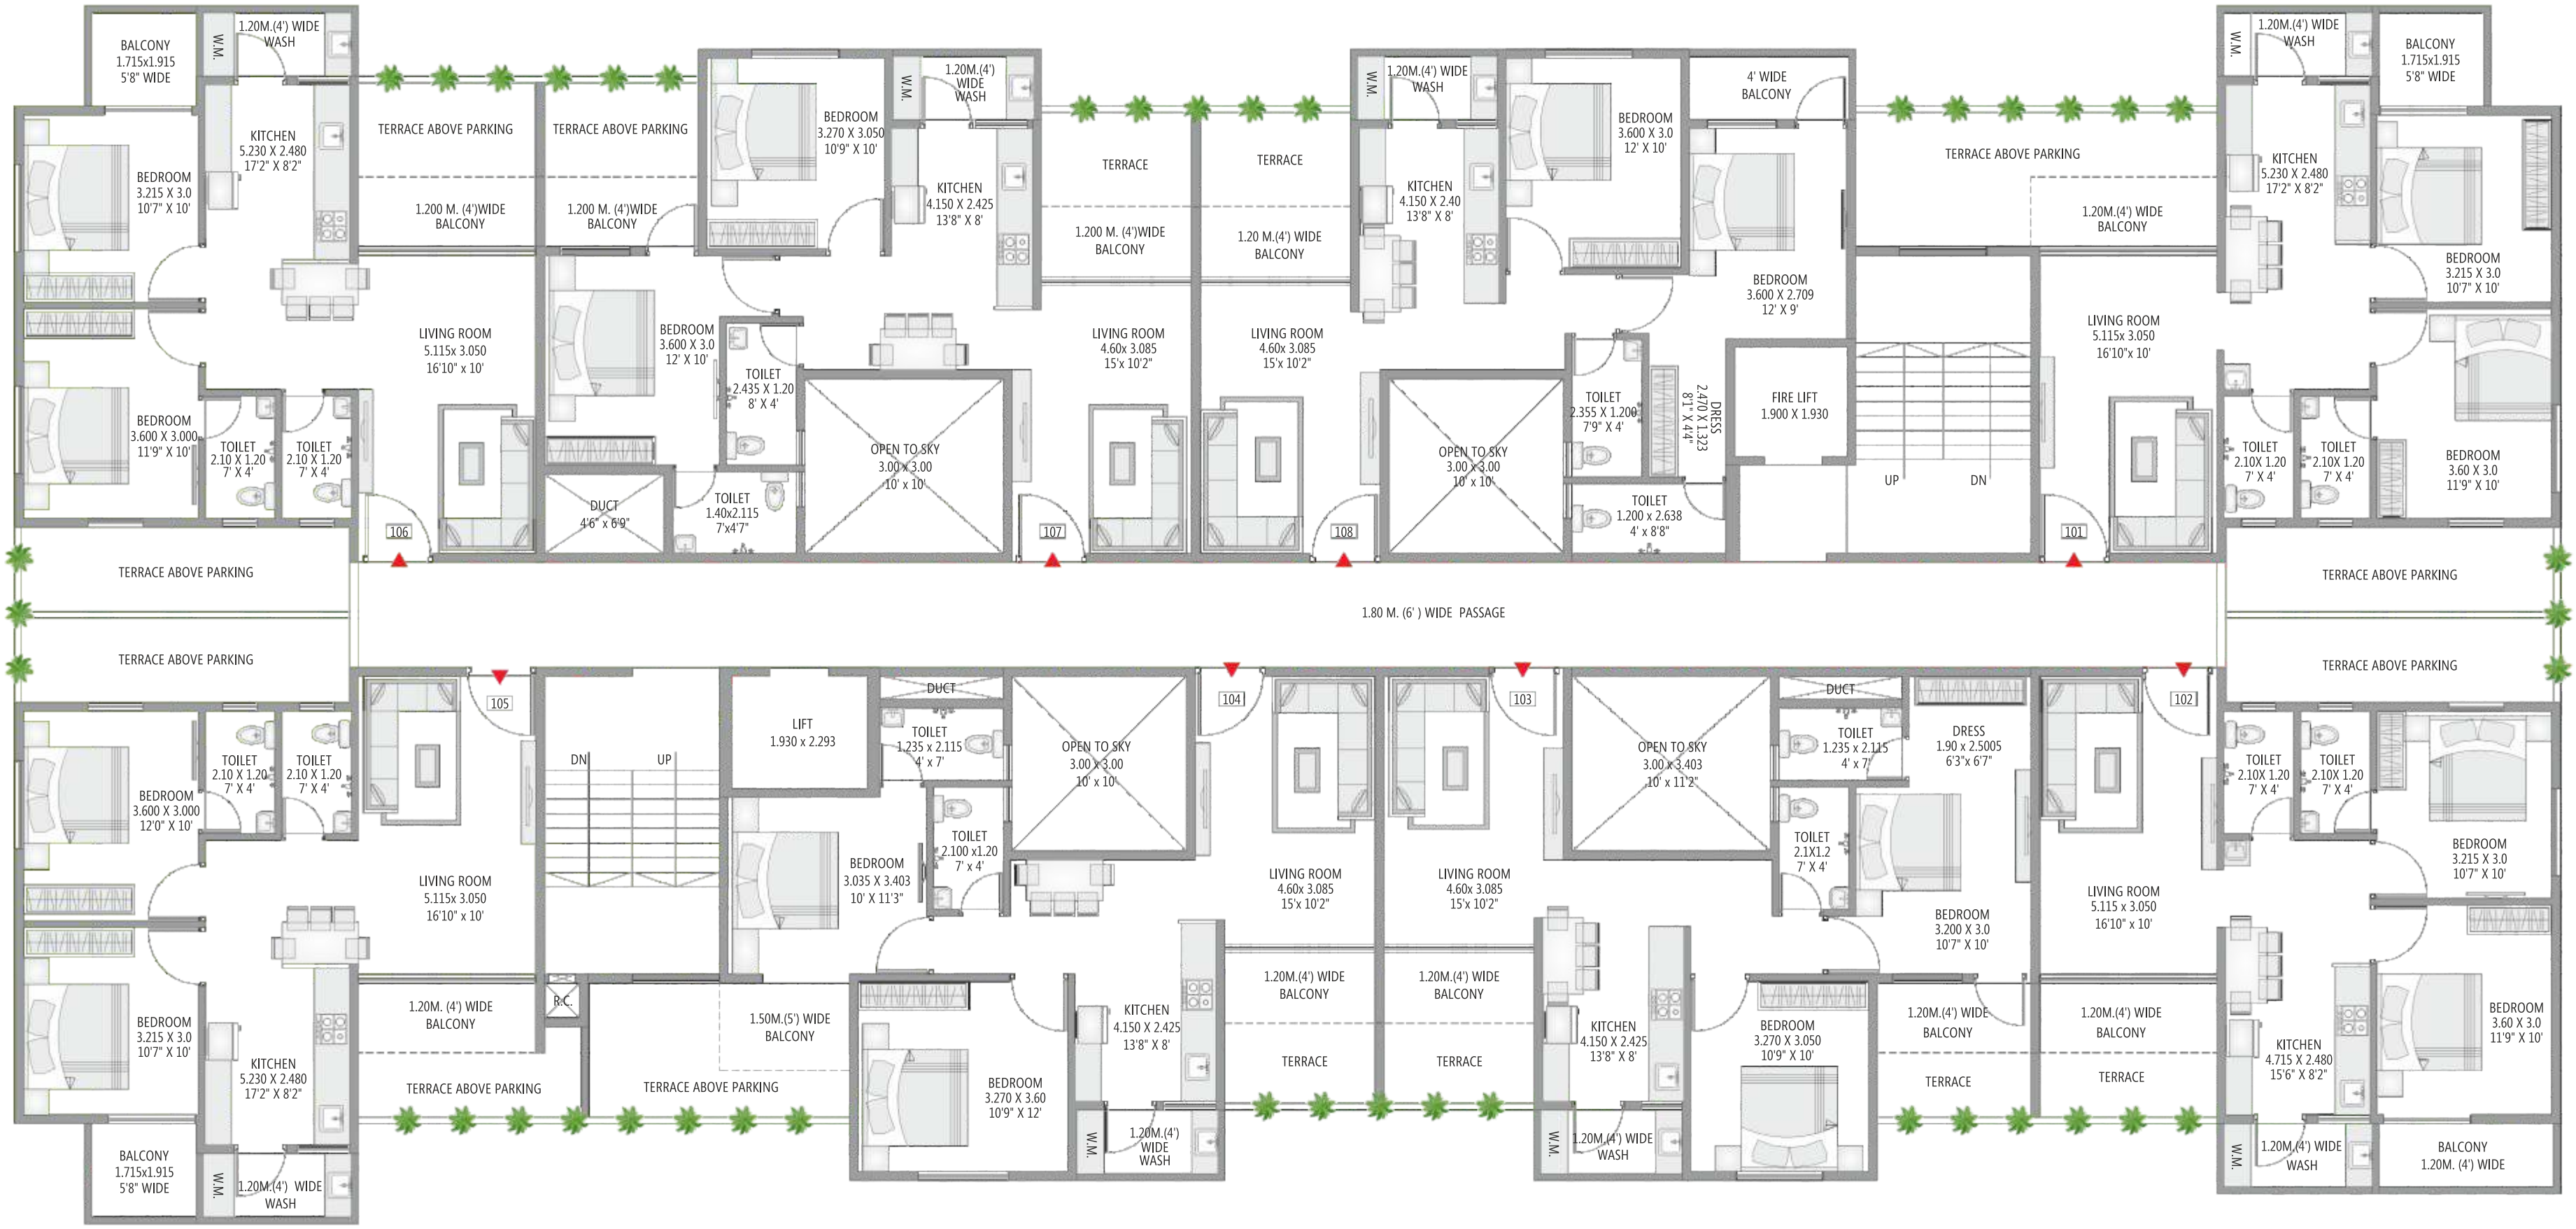 BALCONY
1.715x1.915
5'8" WIDE
W.M.
1.20M.(4') WIDE
WASH
KITCHEN
5.230 X 2.480
17'2" X 8'2"
BEDROOM
3.215 X 3.0
10'7" X 10'
TERRACE ABOVE PARKING
1.200 M. (4')WIDE
BALCONY
TERRACE ABOVE PARKING
1.200 M. (4')WIDE
BALCONY
LIVING ROOM
5.115x 3.050
16'10" x 10'
BEDROOM
3.600 X 3.000
11'9" X 10'
TOILET
2.10 X 1.20
7' X 4'
TOILET
2.10 X 1.20
7' X 4'
106
BEDROOM
3.270 X 3.050
10'9" X 10'
W.M.
1.20M.(4')
WIDE
WASH
KITCHEN
4.150 X 2.425
13'8" X 8'
BEDROOM
3.600 X 3.0
12' X 10'
TOILET
2.435 X 1.20
8' X 4'
DUCT
4'6" x 6'9"
TOILET
1.40x2.115
7'x4'7"
OPEN TO SKY
3.00 x 3.00
10' x 10'
TERRACE
1.200 M. (4')WIDE
BALCONY
LIVING ROOM
4.60x 3.085
15'x 10'2"
107
TERRACE
1.20 M.(4') WIDE
BALCONY
LIVING ROOM
4.60x 3.085
15'x 10'2"
108
W.M.
1.20M.(4') WIDE
WASH
KITCHEN
4.150 X 2.40
13'8" X 8'
BEDROOM
3.600 X 3.0
12' X 10'
4' WIDE
BALCONY
BEDROOM
3.600 X 2.709
12' X 9'
OPEN TO SKY
3.00 x 3.00
10' x 10'
TOILET
2.355 X 1.200
7'9" X 4'
DRESS
2.470 X 1.323
8'1" X 4'4"
TOILET
1.200 x 2.638
4' x 8'8"
FIRE LIFT
1.900 X 1.930
UP
DN
TERRACE ABOVE PARKING
1.20M.(4') WIDE
BALCONY
LIVING ROOM
5.115x 3.050
16'10"x 10'
101
W.M.
1.20M.(4') WIDE
WASH
BALCONY
1.715x1.915
5'8" WIDE
KITCHEN
5.230 X 2.480
17'2" X 8'2"
BEDROOM
3.215 X 3.0
10'7" X 10'
TOILET
2.10X 1.20
7' X 4'
TOILET
2.10X 1.20
7' X 4'
BEDROOM
3.60 X 3.0
11'9" X 10'
TERRACE ABOVE PARKING
TERRACE ABOVE PARKING
1.80 M. (6' ) WIDE PASSAGE
TERRACE ABOVE PARKING
TERRACE ABOVE PARKING
105
TOILET
2.10 X 1.20
7' X 4'
TOILET
2.10 X 1.20
7' X 4'
BEDROOM
3.600 X 3.000
12'0" X 10'
LIVING ROOM
5.115x 3.050
16'10" x 10'
BEDROOM
3.215 X 3.0
10'7" X 10'
KITCHEN
5.230 X 2.480
17'2" X 8'2"
1.20M. (4') WIDE
BALCONY
TERRACE ABOVE PARKING
BALCONY
1.715x1.915
5'8" WIDE
W.M.
1.20M.(4') WIDE
WASH
DN
UP
R.C.
LIFT
1.930 x 2.293
DUCT
TOILET
1.235 x 2.115
4' x 7'
OPEN TO SKY
3.00 X 3.00
10' x 10'
104
BEDROOM
3.035 X 3.403
10' X 11'3"
TOILET
2.100 x1.20
7' x 4'
1.50M.(5') WIDE
BALCONY
TERRACE ABOVE PARKING
BEDROOM
3.270 X 3.60
10'9" X 12'
KITCHEN
4.150 X 2.425
13'8" X 8'
W.M.
1.20M.(4')
WIDE
WASH
LIVING ROOM
4.60x 3.085
15'x 10'2"
1.20M.(4') WIDE
BALCONY
TERRACE
103
LIVING ROOM
4.60x 3.085
15'x 10'2"
1.20M.(4') WIDE
BALCONY
TERRACE
OPEN TO SKY
3.00 X 3.403
10' x 11'2"
DUCT
TOILET
1.235 x 2.115
4' x 7'
TOILET
2.1X1.2
7' X 4'
DRESS
1.90 x 2.5005
6'3"x 6'7"
BEDROOM
3.200 X 3.0
10'7" X 10'
KITCHEN
4.150 X 2.425
13'8" X 8'
BEDROOM
3.270 X 3.050
10'9" X 10'
W.M.
1.20M.(4') WIDE
WASH
1.20M.(4') WIDE
BALCONY
TERRACE
102
LIVING ROOM
5.115 x 3.050
16'10" x 10'
1.20M.(4') WIDE
BALCONY
TERRACE
TOILET
2.10X 1.20
7' X 4'
TOILET
2.10X 1.20
7' X 4'
BEDROOM
3.215 X 3.0
10'7" X 10'
BEDROOM
3.60 X 3.0
11'9" X 10'
KITCHEN
4.715 X 2.480
15'6" X 8'2"
W.M.
1.20M.(4') WIDE
WASH
BALCONY
1.20M. (4') WIDE